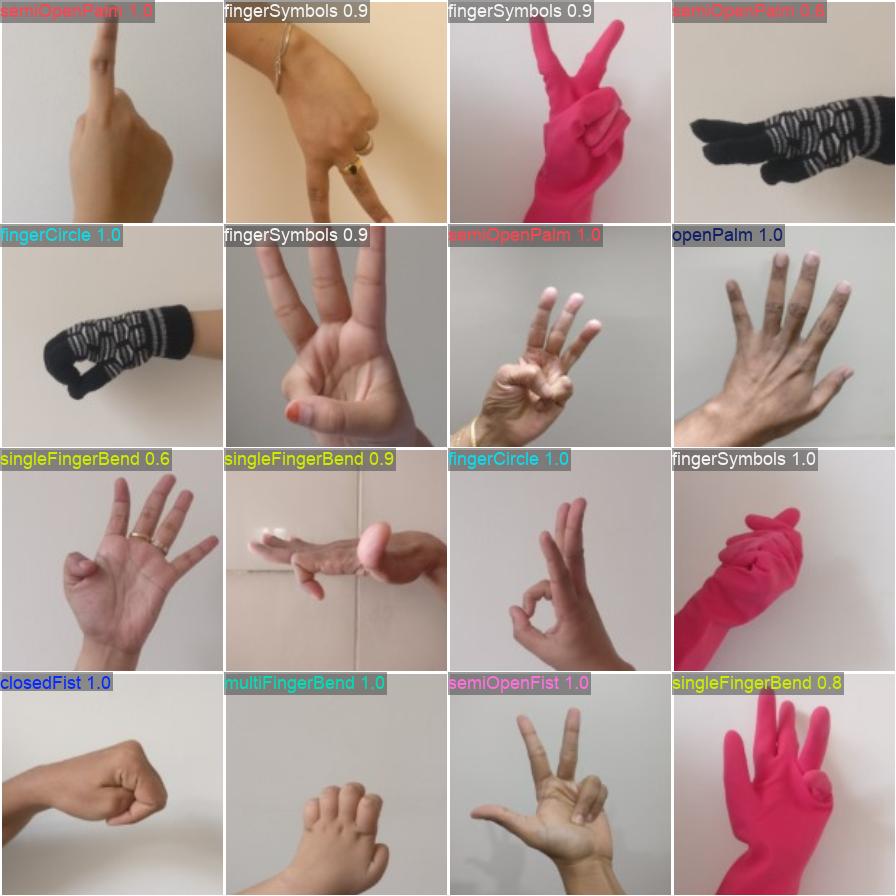 semiOpenPalm 1.0
fingerSymbols 0.9
fingerSymbols 0.9
semiOpenPalm 0.6
fingerCircle 1.0
fingerSymbols 0.9
semiOpenPalm 1.0
openPalm 1.0
singleFingerBend 0.6
singleFingerBend 0.9
fingerCircle 1.0
fingerSymbols 1.0
closedFist 1.0
multiFingerBend 1.0
semiOpenFist 1.0
singleFingerBend 0.8